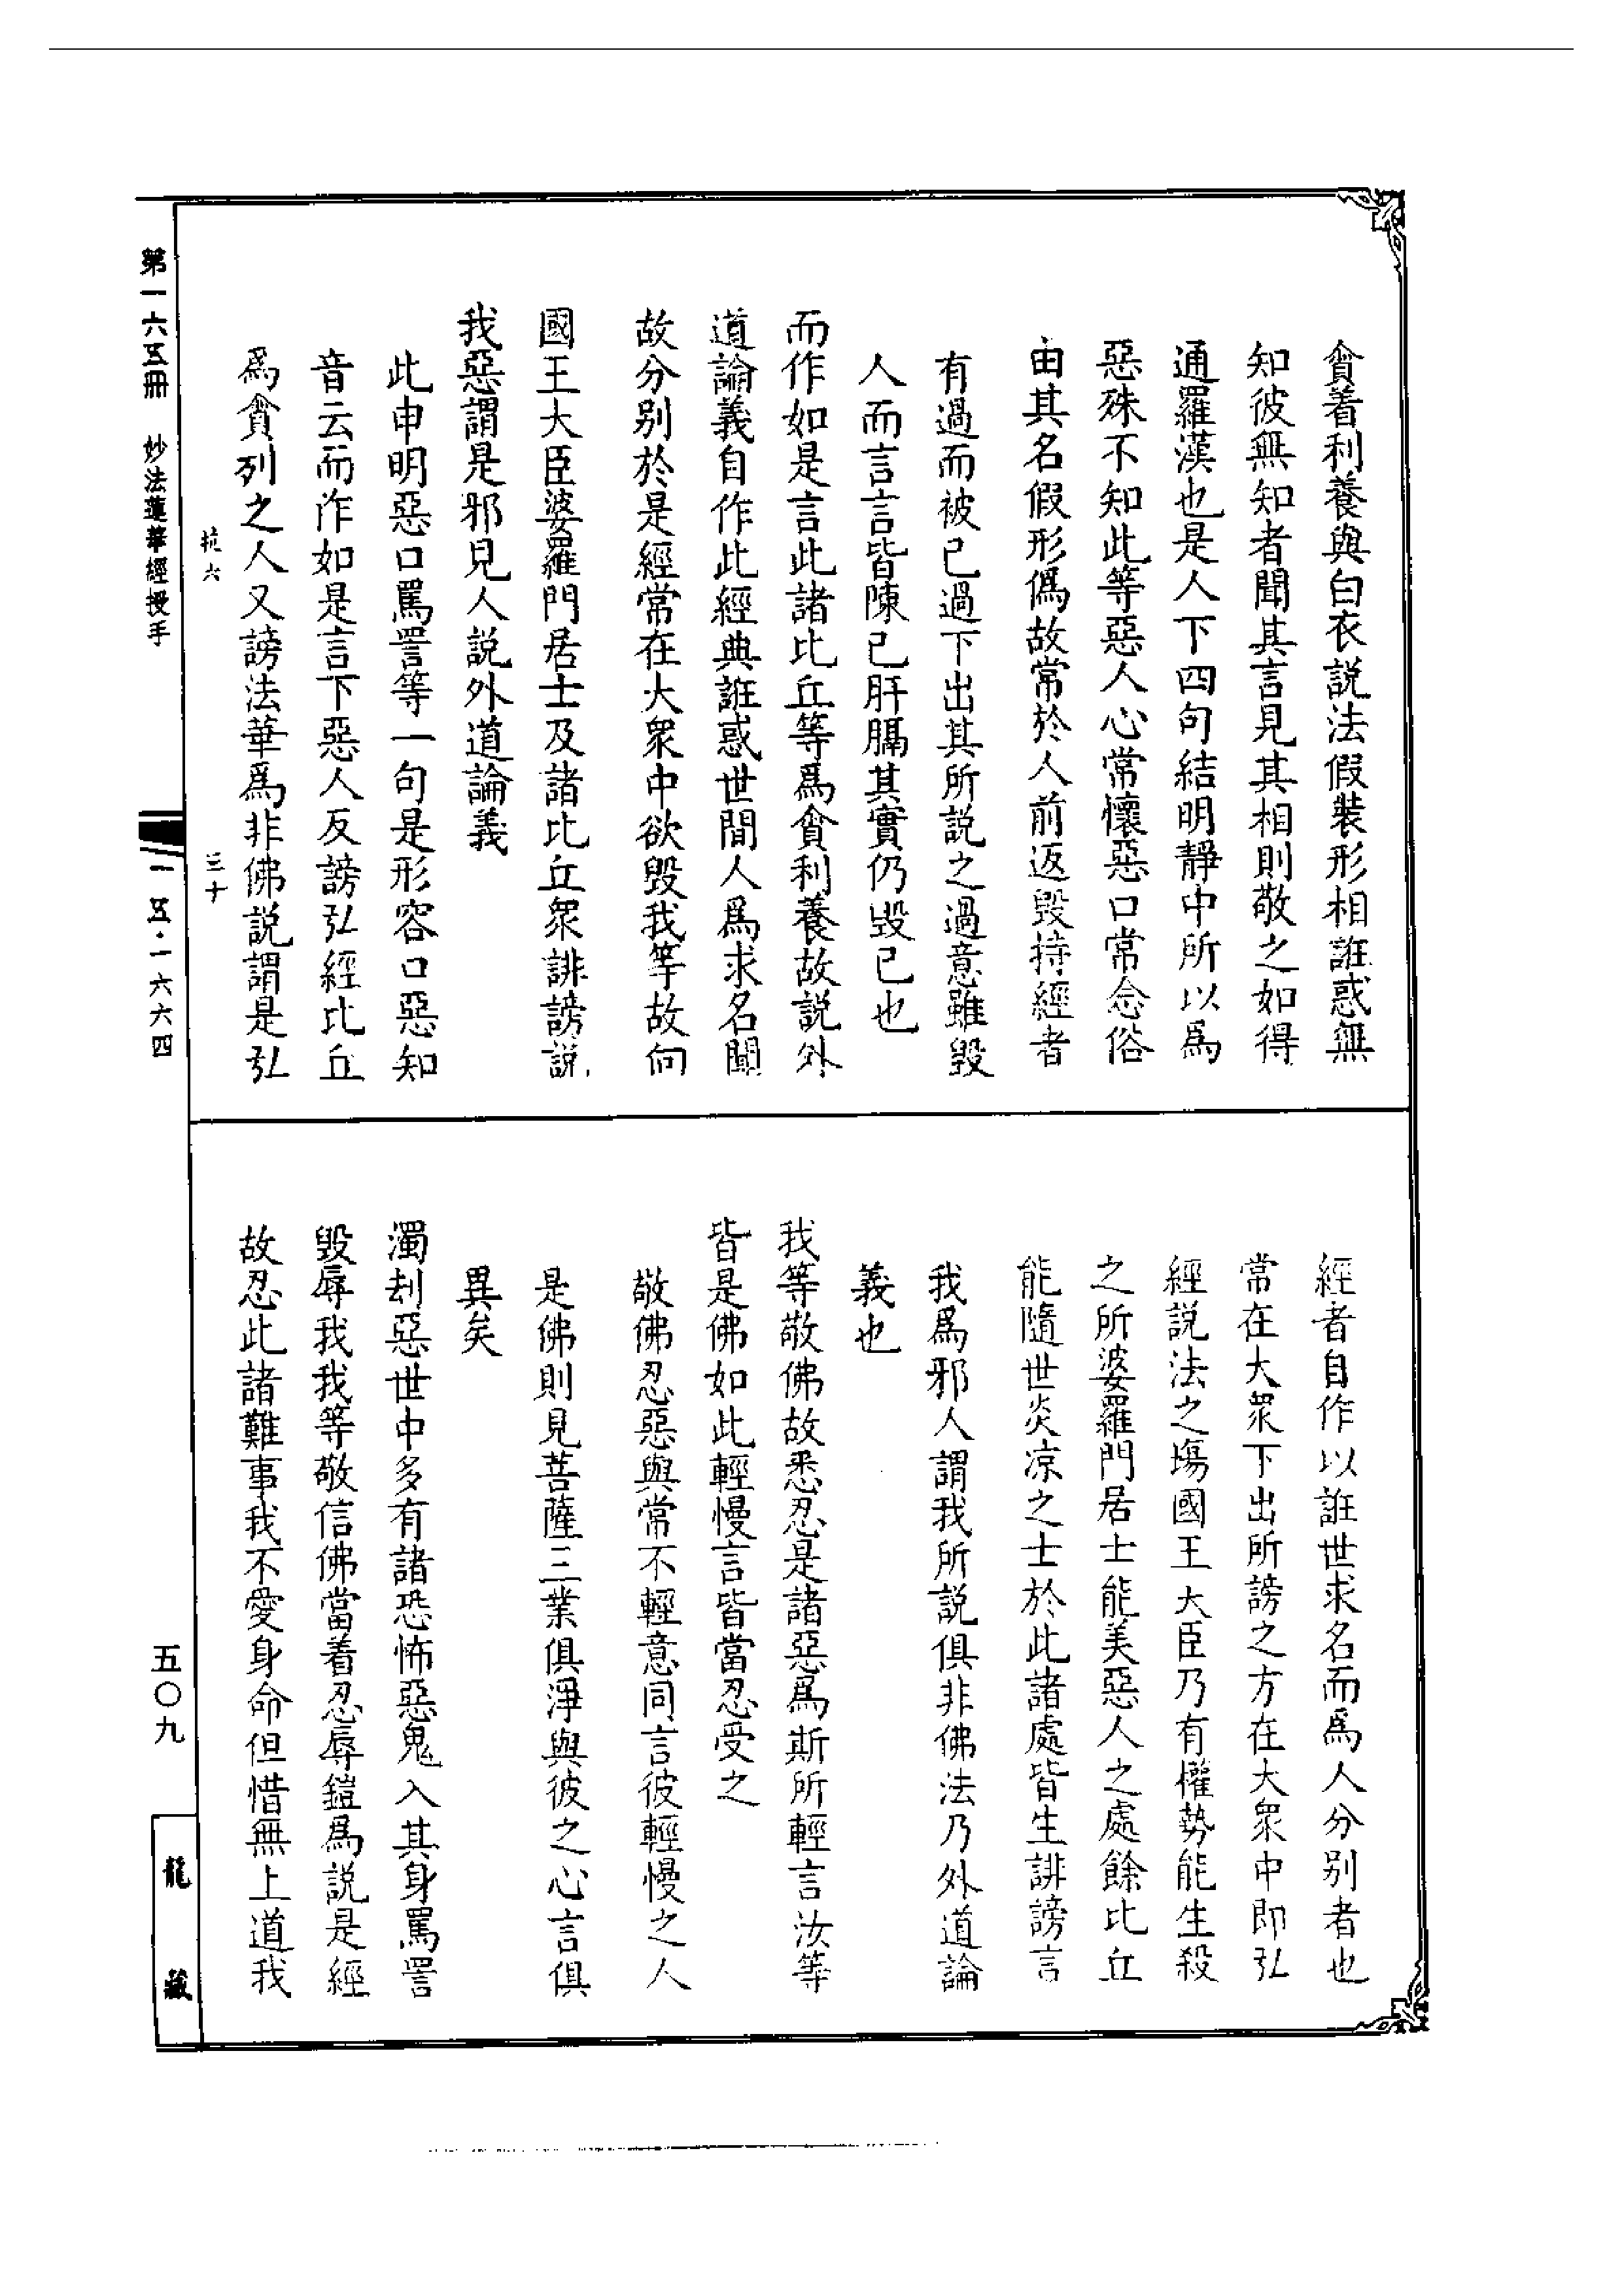 貪着利養與白衣説法假裝形相誑惑無
知彼無知者聞其言見其相則敬之如得
通羅漢也是人下四句結明靜中所以爲
惡殊不知此等惡人心常懷惡口常念俗
由其名假形僞故常於人前返毀持經者
有過而被已過下出其所説之過意雖毀
人而言言皆陳已肝膈其實仍毀已也
而作如是言此諸比丘等爲貪利養故説外
道論義自作此經典誑惑世間人爲求名聞
故分别於是經常在大衆中欲毀我等故向
國王大臣婆羅門居士及諸比丘衆誹謗説
我惡謂是邪見人説外道論義
此申明惡口罵詈等一句是形容口惡知
音云而作如是言下惡人反謗弘經比丘
爲貪列之人又謗法華爲非佛説謂是弘
經者自作以誑世求名而爲人分别者也
常在大衆下出所謗之方在大衆中即弘
經説法之塲國王大臣乃有權勢能生殺
之所婆羅門居士能美惡人之處餘比丘
能隨世炎凉之士於此諸處皆生誹謗言
我爲邪人謂我所説俱非佛法乃外道論
義也
我等敬佛故悉忍是諸惡爲斯所輕言汝等
皆是佛如此輕慢言皆當忍受之
敬佛忍惡與常不輕意同言彼輕慢之人
是佛則見菩薩三業俱淨與彼之心言俱
異矣
濁刦惡世中多有諸恐怖惡鬼入其身罵詈
毀辱我我等敬信佛當着忍辱鎧爲説是經
故忍此諸難事我不愛身命但惜無上道我
抗六
三十
第一六五冊 妙法蓮華經授手
一五·一六六四
五〇九
龍藏